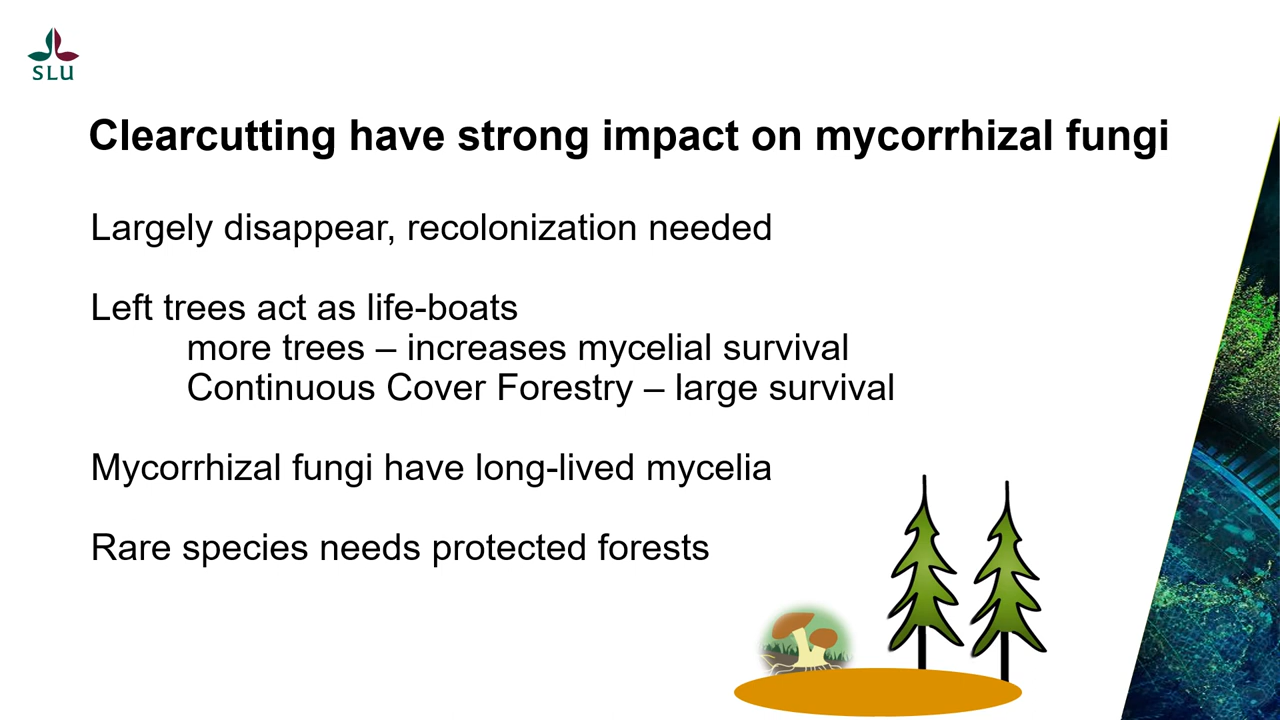 SLU
Clearcutting have strong impact on mycorrhizal fungi
Largely disappear, recolonization needed
Left trees act as life-boats
more trees – increases mycelial survival
Continuous Cover Forestry – large survival
Mycorrhizal fungi have long-lived mycelia
Rare species needs protected forests